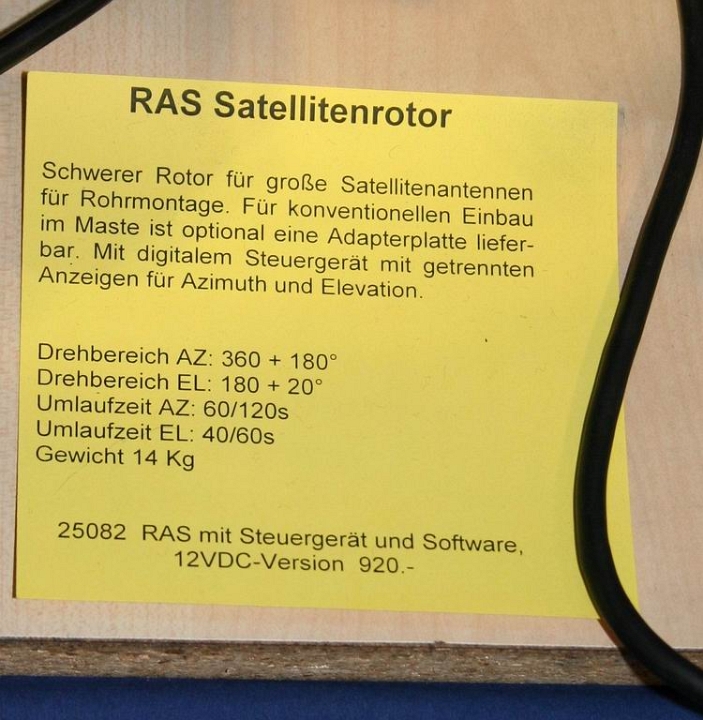 RAS Satellitenrotor
Schwerer Rotor für große Satellitenantennen
für Rohrmontage. Für konventionellen Einbau
im Maste ist optional eine Adapterplatte liefer-
bar. Mit digitalem Steuergerät mit getrennten
Anzeigen für Azimuth und Elevation.
Drehbereich AZ: 360 + 180°
Drehbereich EL: 180 + 20°
Umlaufzeit AZ: 60/120s
Umlaufzeit EL: 40/60s
Gewicht 14 Kg
25082 RAS mit Steuergerät und Software,
12VDC-Version 920.-